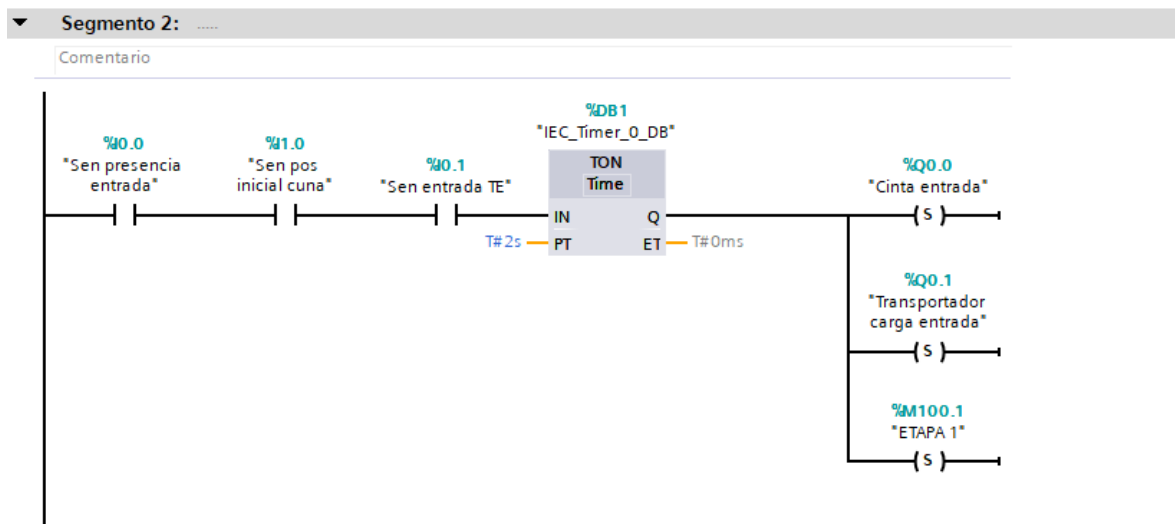 Segmento 2: .....
Comentario
%DB1
"IEC_Timer_0_DB"
%I0.0
"Sen presencia
entrada"
%I1.0
"Sen pos
inicial cuna"
%I0.1
"Sen entrada TE"
TON
Time
IN
Q
T#2s
PT
ET
T#0ms
%Q0.0
"Cinta entrada"
S
%Q0.1
"Transportador
carga entrada"
S
%M100.1
"ETAPA 1"
S